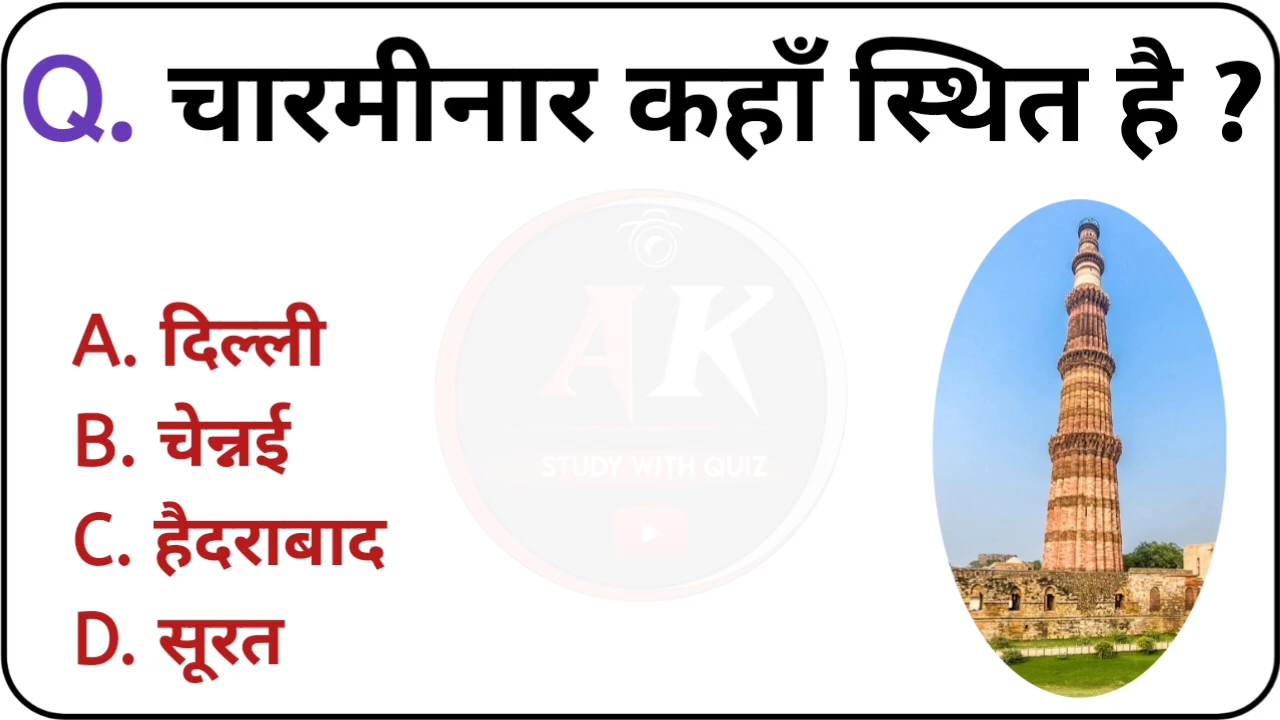 Q. चारमीनार कहाँ स्थित है ?
A. दिल्ली
B. चेन्नई
C. हैदराबाद
D. सूरत
AK
STUDY WITH QUIZ